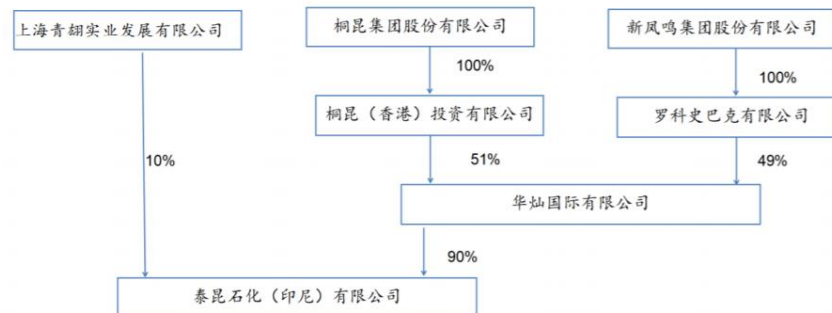 上海青翃实业发展有限公司
桐昆集团股份有限公司
新凤鸣集团股份有限公司
100%
100%
桐昆（香港）投资有限公司
罗科史巴克有限公司
10%
51%
49%
华灿国际有限公司
90%
泰昆石化（印尼）有限公司